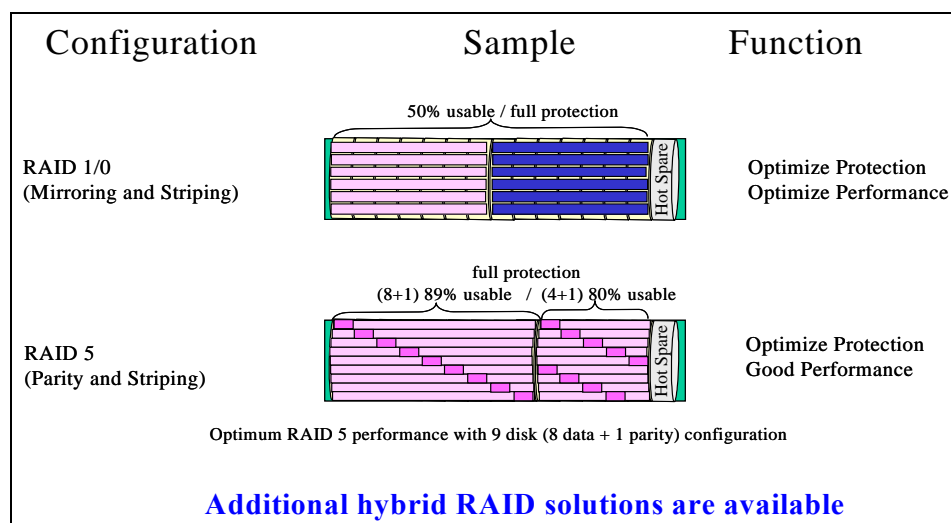 Configuration Sample Function
50% usable / full protection
RAID 1/0
(Mirroring and Striping)
Hot Spare
Optimize Protection
Optimize Performance
full protection
(8+1) 89% usable / (4+1) 80% usable
RAID 5
(Parity and Striping)
Hot Spare
Optimize Protection
Good Performance
Optimum RAID 5 performance with 9 disk (8 data + 1 parity) configuration
Additional hybrid RAID solutions are available